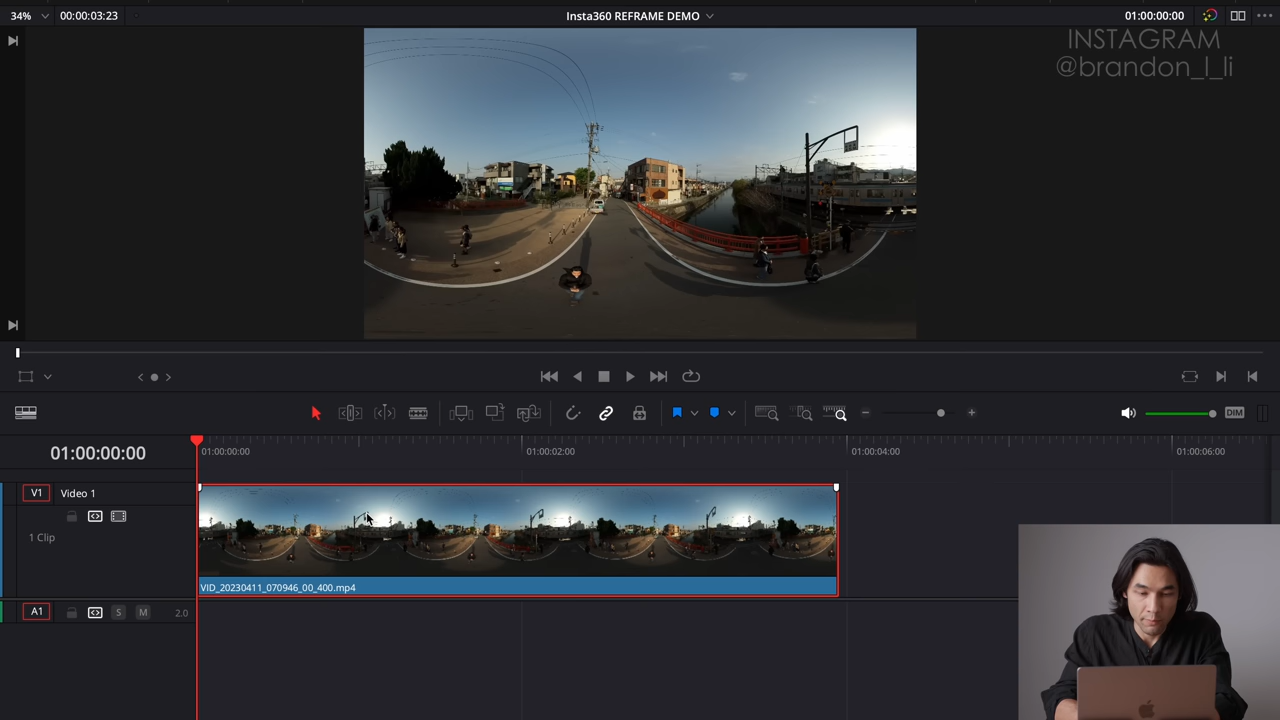 34%
00:00:03:23
Insta360 REFRAME DEMO
01:00:00:00
INSTAGRAM
@brandon_l_li
DIM
01:00:00:00
01:00:00:00
01:00:02:00
01:00:04:00
01:00:06:00
V1
Video 1
1 Clip
VID_20230411_070946_00_400.mp4
A1
S
M
2.0